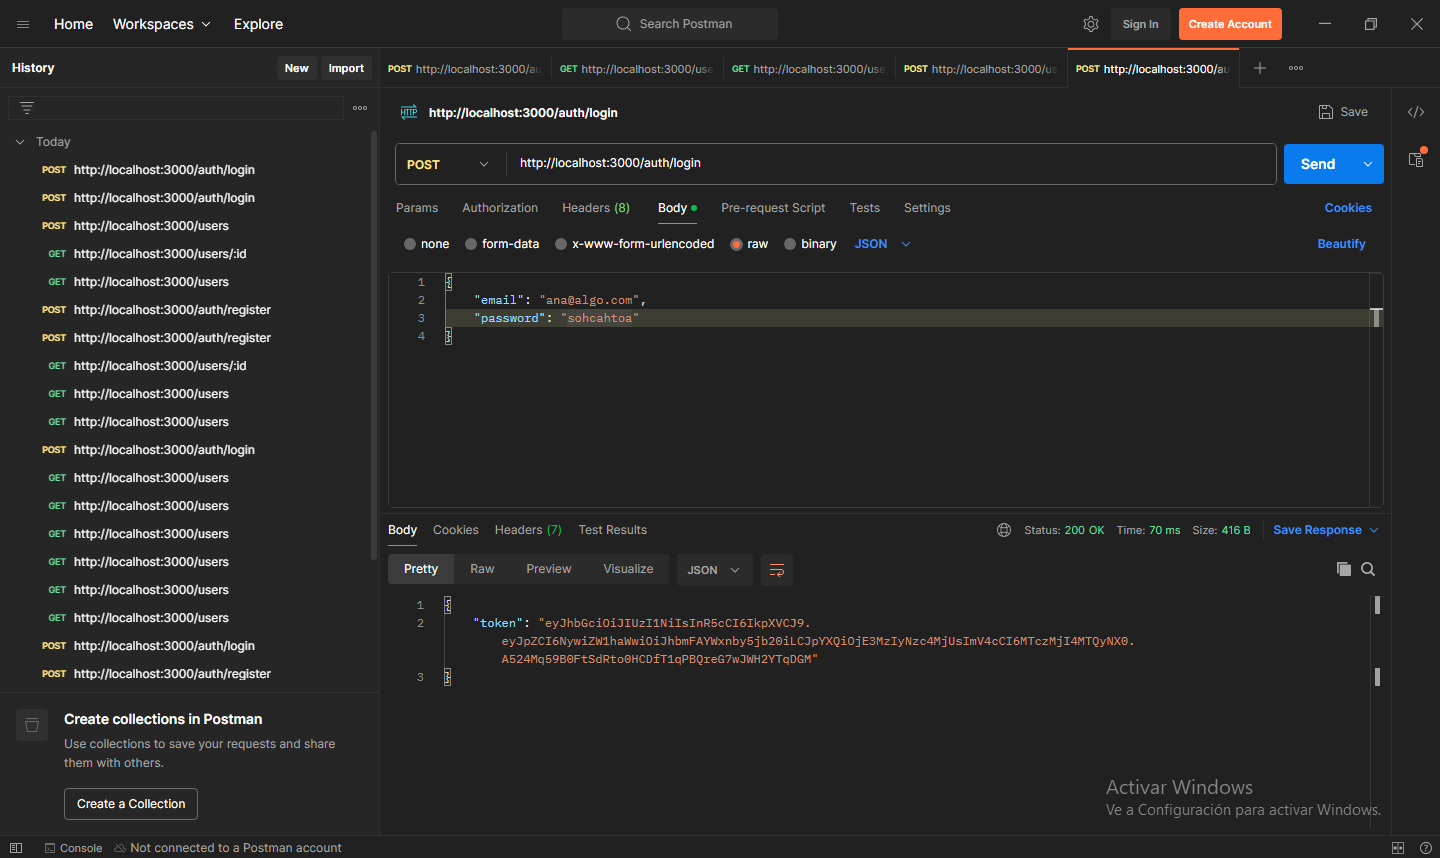 Home Workspaces Explore
Search Postman
Sign In Create Account
History New Import
POST http://localhost:3000/au GET http://localhost:3000/use GET http://localhost:3000/use POST http://localhost:3000/us POST http://localhost:3000/au
Today
POST http://localhost:3000/auth/login
POST http://localhost:3000/auth/login
POST http://localhost:3000/users
GET http://localhost:3000/users/:id
GET http://localhost:3000/users
POST http://localhost:3000/auth/register
POST http://localhost:3000/auth/register
GET http://localhost:3000/users/:id
GET http://localhost:3000/users
GET http://localhost:3000/users
POST http://localhost:3000/auth/login
GET http://localhost:3000/users
GET http://localhost:3000/users
GET http://localhost:3000/users
GET http://localhost:3000/users
GET http://localhost:3000/users
GET http://localhost:3000/users
POST http://localhost:3000/auth/login
POST http://localhost:3000/auth/register
Create collections in Postman
Use collections to save your requests and share
them with others.
Create a Collection
HTTP http://localhost:3000/auth/login Save
POST http://localhost:3000/auth/login Send
Params Authorization Headers (8) Body Pre-request Script Tests Settings Cookies
none form-data x-www-form-urlencoded raw binary JSON Beautify
1 {
2 "email": "ana@algo.com",
3 "password": "sohcahtoa"
4 }
Body Cookies Headers (7) Test Results Status: 200 OK Time: 70 ms Size: 416 B Save Response
Pretty Raw Preview Visualize JSON
1 {
2 "token": "eyJhbGciOiJIUzI1NiIsInR5cCI6IkpXVCJ9.
eyJpZCI6NywiZW1haWwiOiJhbmFAYWxnby5jb20iLCJpYXQiOjE3MzIyNzc4MjUsImV4cCI6MTczMjI4MTQyNX0.
A524Mq59B0FtSdRto0HCDfT1qPBQreG7wJWH2YTqDGM"
3 }
Activar Windows
Ve a Configuración para activar Windows.
Console Not connected to a Postman account